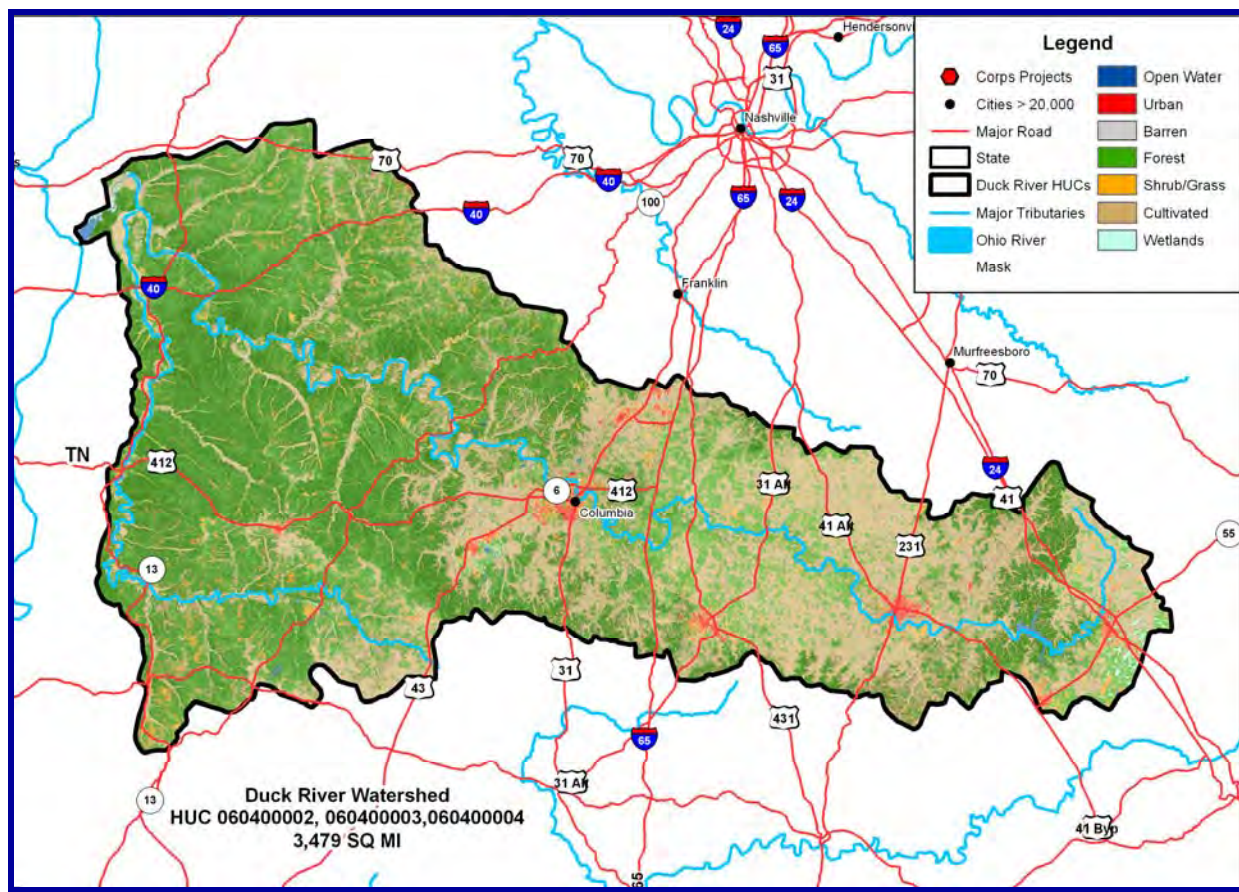 24
65
31
Hendersonvi
Nashville
70
70
40
100
65
24
40
40
Franklin
Murfreesboro
70
TN
412
6
412
Columbia
31 Alt
41 Alt
231
24
41
55
13
43
31
65
431
31 Alt
13
41 Byp
65
Legend
Corps Projects
Cities > 20,000
Major Road
State
Duck River HUCs
Major Tributaries
Ohio River
Mask
Open Water
Urban
Barren
Forest
Shrub/Grass
Cultivated
Wetlands
Duck River Watershed
HUC 060400002, 060400003,060400004
3,479 SQ MI